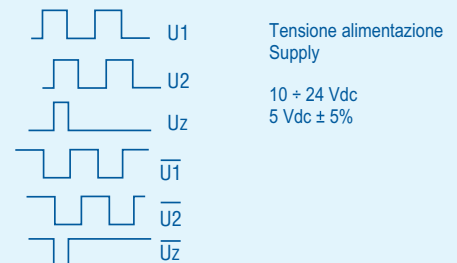 U1
U2
Uz
U̅1̅
U̅2̅
U̅z̅
Tensione alimentazione
Supply
10 ÷ 24 Vdc
5 Vdc ± 5%